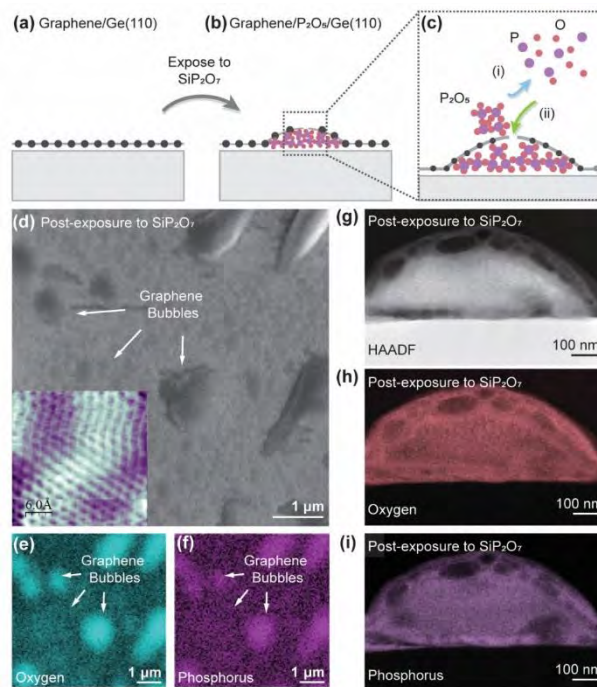 (a) Graphene/Ge(110)
(b) Graphene/P₂O₅/Ge(110)
(c)
Expose to
SiP₂O₇
P
O
(i)
P₂O₅
(ii)
(d) Post-exposure to SiP₂O₇
Graphene
Bubbles
6.0Å
1 µm
(e)
(f)
Graphene
Bubbles
Oxygen
1 µm
Phosphorus
1 µm
(g) Post-exposure to SiP₂O₇
HAADF
100 nm
(h) Post-exposure to SiP₂O₇
Oxygen
100 nm
(i) Post-exposure to SiP₂O₇
Phosphorus
100 nm